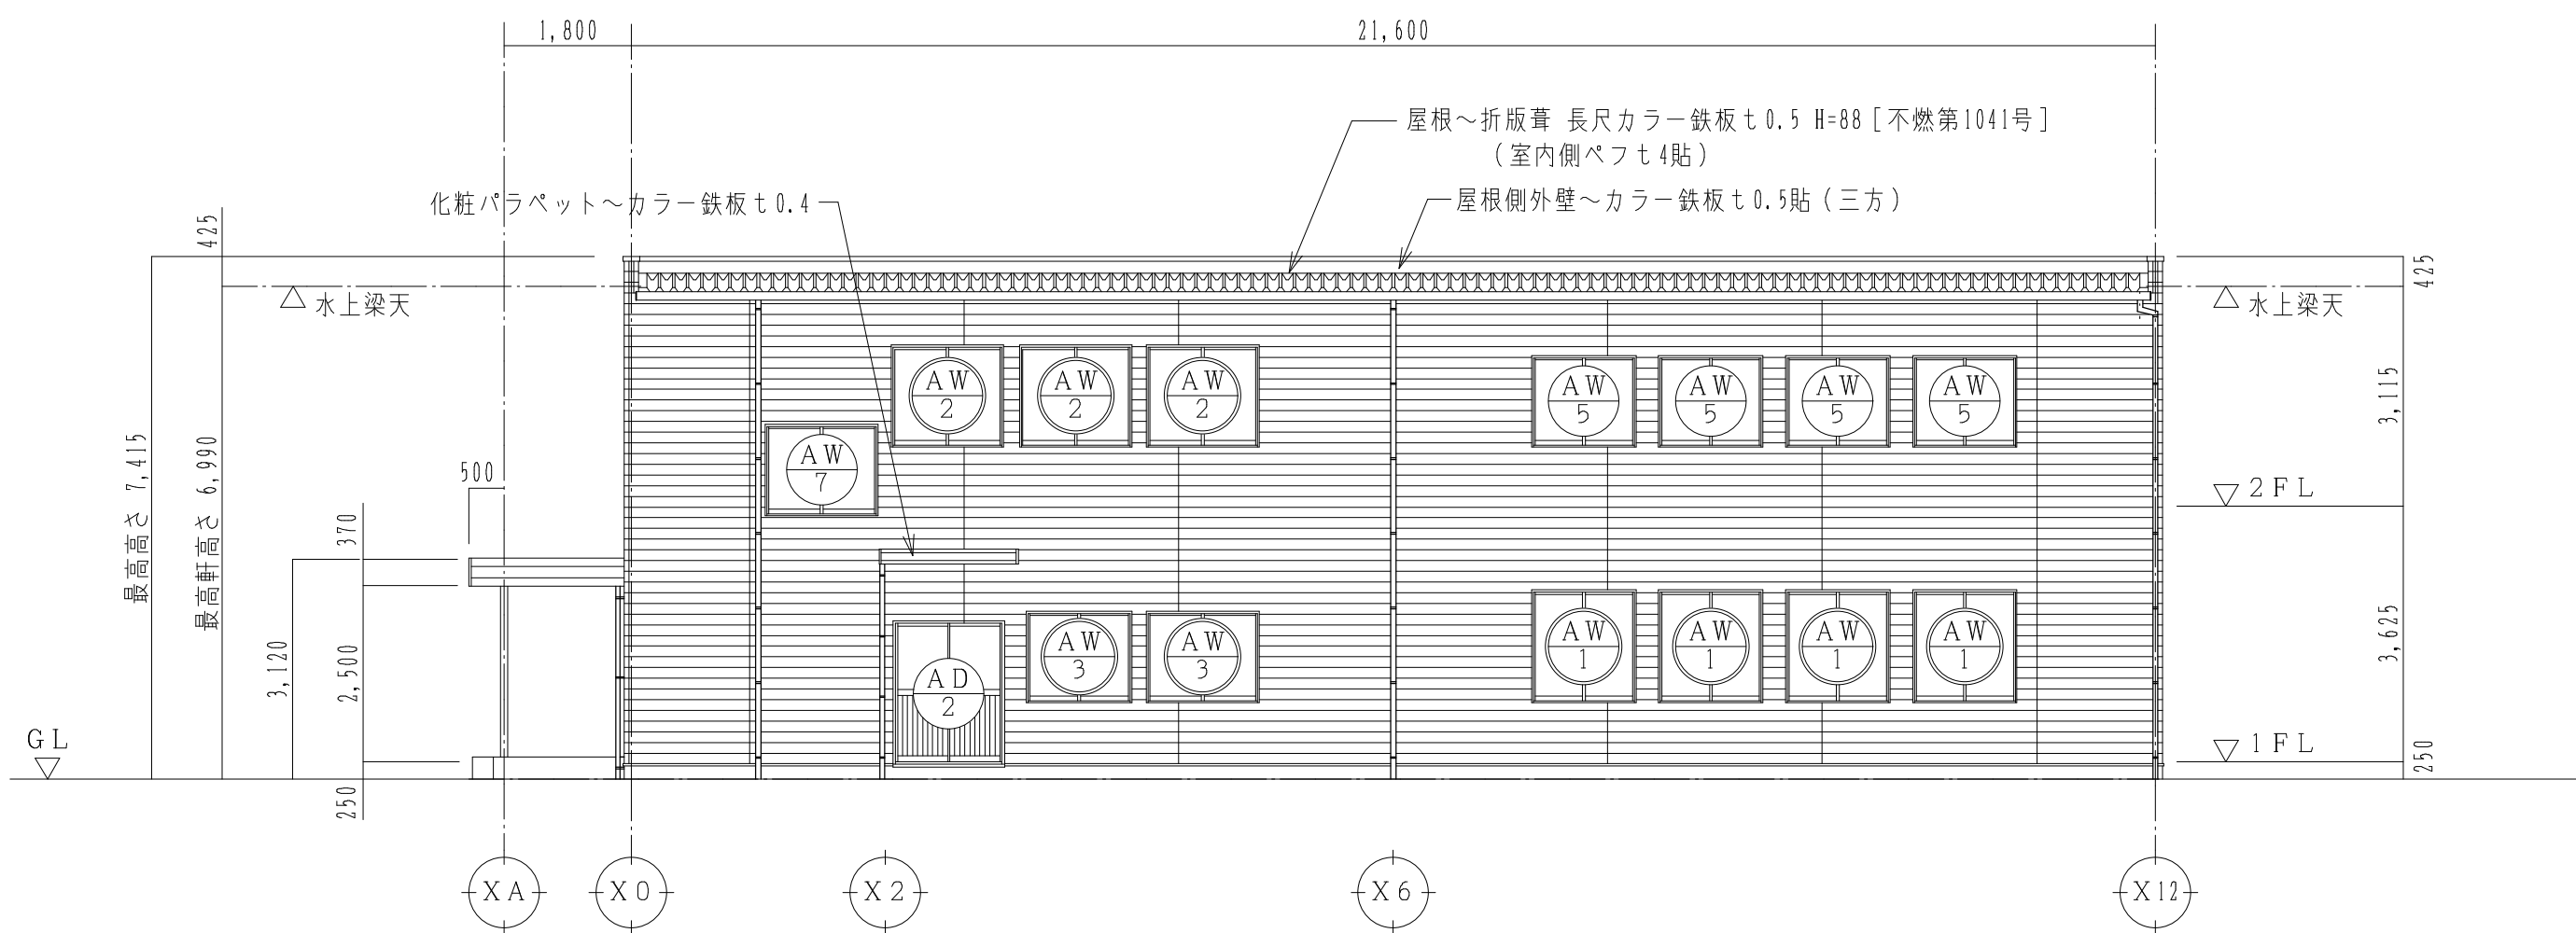 1,800
21,600
屋根～折版葺 長尺カラー鉄板ｔ0.5 H=88［不燃第1041号］
（室内側ペフｔ4貼）
化粧パラペット～カラー鉄板ｔ0.4
屋根側外壁～カラー鉄板ｔ0.5貼（三方）
425
425
水上梁天
水上梁天
最高高さ 7,415
最高軒高さ 6,990
3,115
AW
2
AW
2
AW
2
AW
5
AW
5
AW
5
AW
5
AW
7
500
2FL
370
3,120
2,500
3,625
AW
3
AW
3
AW
1
AW
1
AW
1
AW
1
AD
2
GL
1FL
250
250
XA
X0
X2
X6
X12